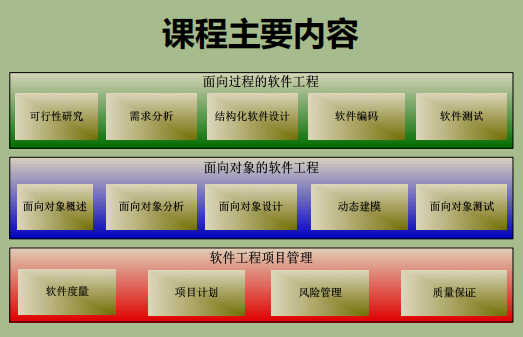 课程主要内容
面向过程的软件工程
可行性研究 需求分析 结构化软件设计 软件编码 软件测试
面向对象的软件工程
面向对象概述 面向对象分析 面向对象设计 动态建模 面向对象测试
软件工程项目管理
软件度量 项目计划 风险管理 质量保证